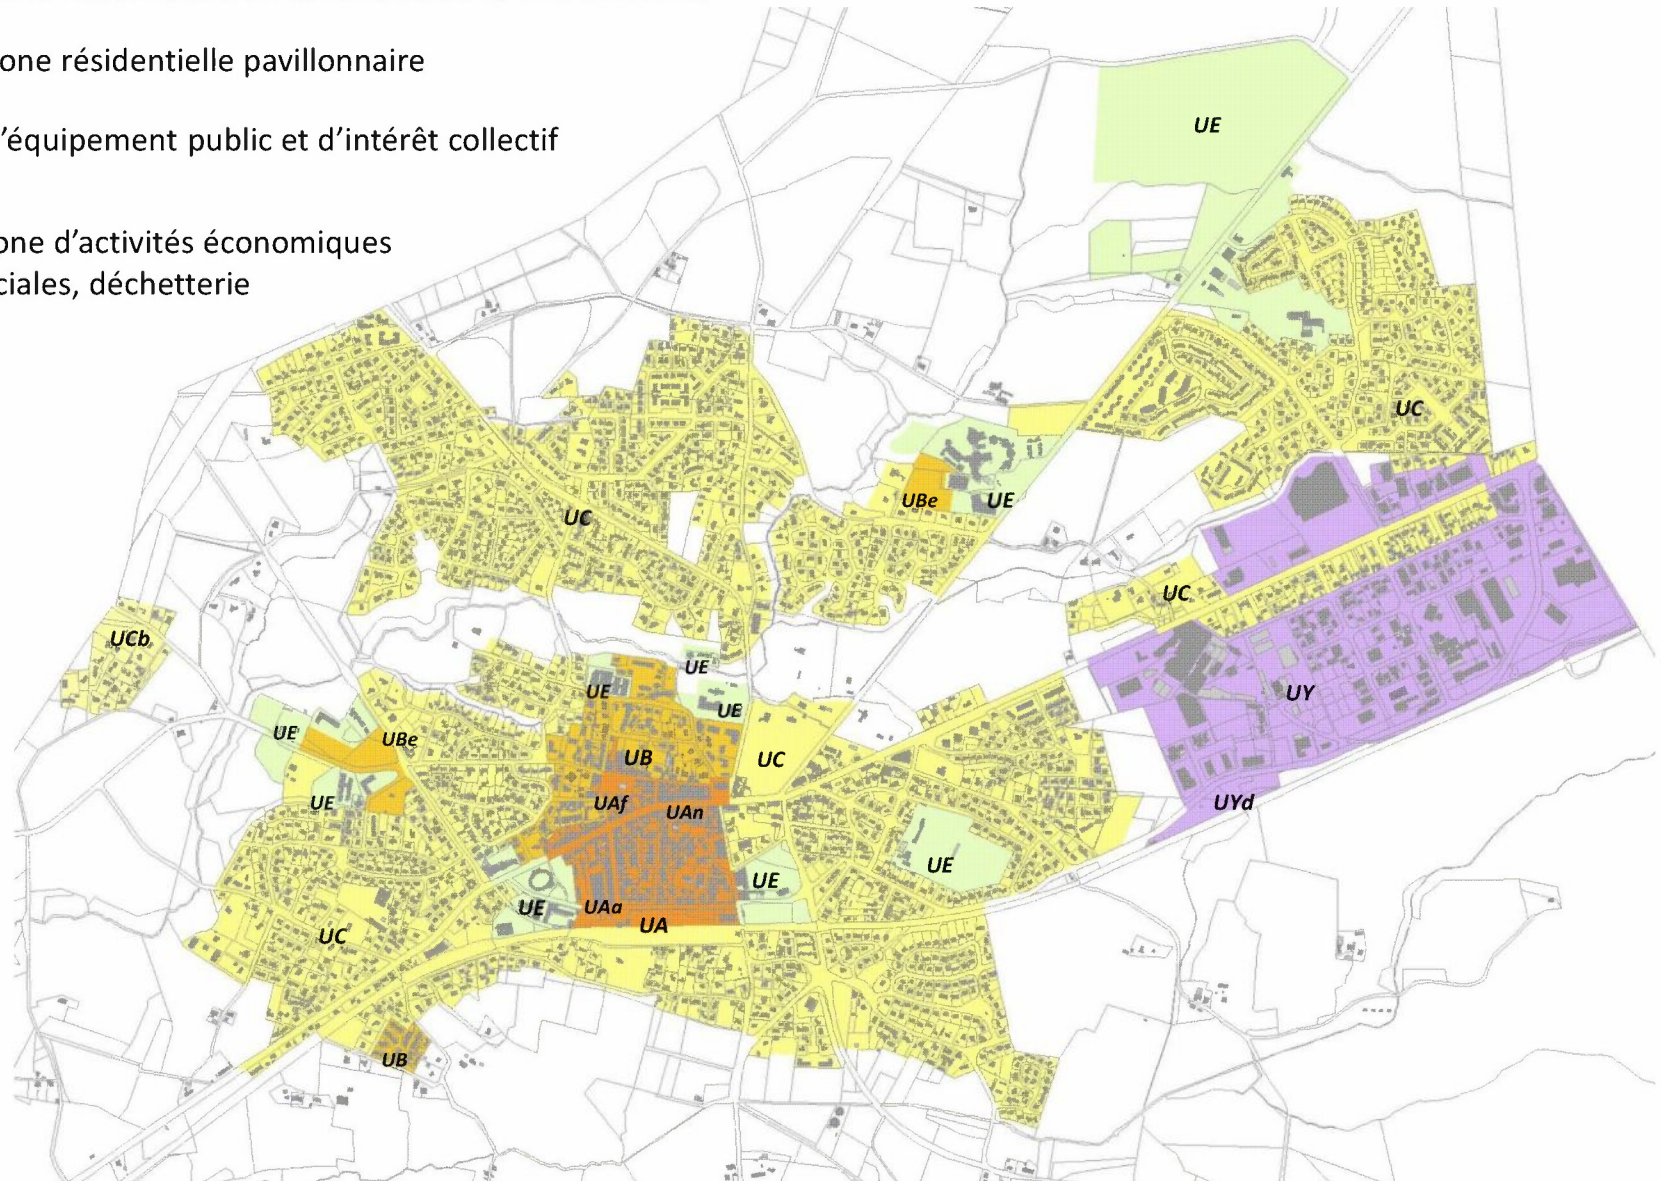 one résidentielle pavillonnaire
'équipement public et d'intérêt collectif
one d'activités économiques
ciales, déchetterie
UE
UC
UBe
UE
UC
UC
UCb
UE
UE
UE
UY
UE
UBe
UB
UC
UE
UAf
UAn
UYd
UE
UE
UE
UAa
UA
UC
UB